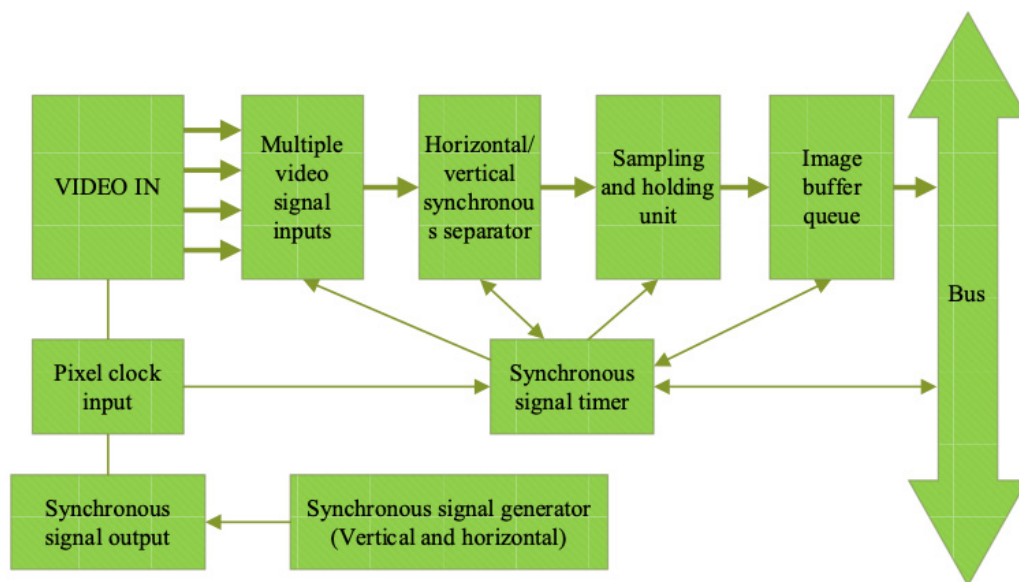 VIDEO IN
Multiple
video
signal
inputs
Horizontal/
vertical
synchronou
s separator
Sampling
and holding
unit
Image
buffer
queue
Bus
Pixel clock
input
Synchronous
signal timer
Synchronous
signal output
Synchronous signal generator
(Vertical and horizontal)